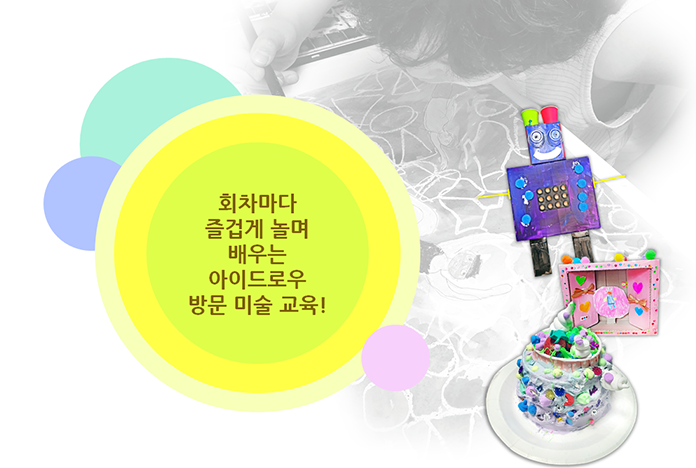 회차마다
즐겁게 놀며
배우는
아이드로우
방문 미술 교육!